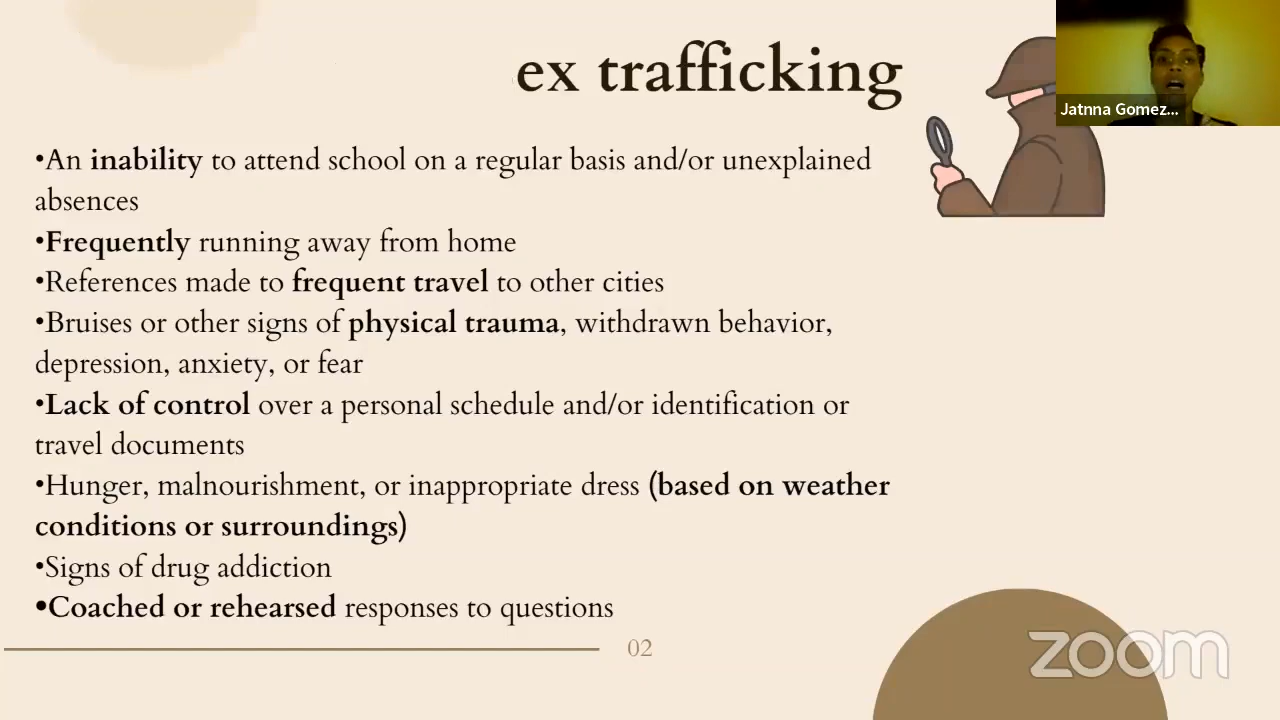 ex trafficking
Jatnna Gomez...
•An inability to attend school on a regular basis and/or unexplained
absences
•Frequently running away from home
•References made to frequent travel to other cities
•Bruises or other signs of physical trauma, withdrawn behavior,
depression, anxiety, or fear
•Lack of control over a personal schedule and/or identification or
travel documents
•Hunger, malnourishment, or inappropriate dress (based on weather
conditions or surroundings)
•Signs of drug addiction
•Coached or rehearsed responses to questions
02
zoom